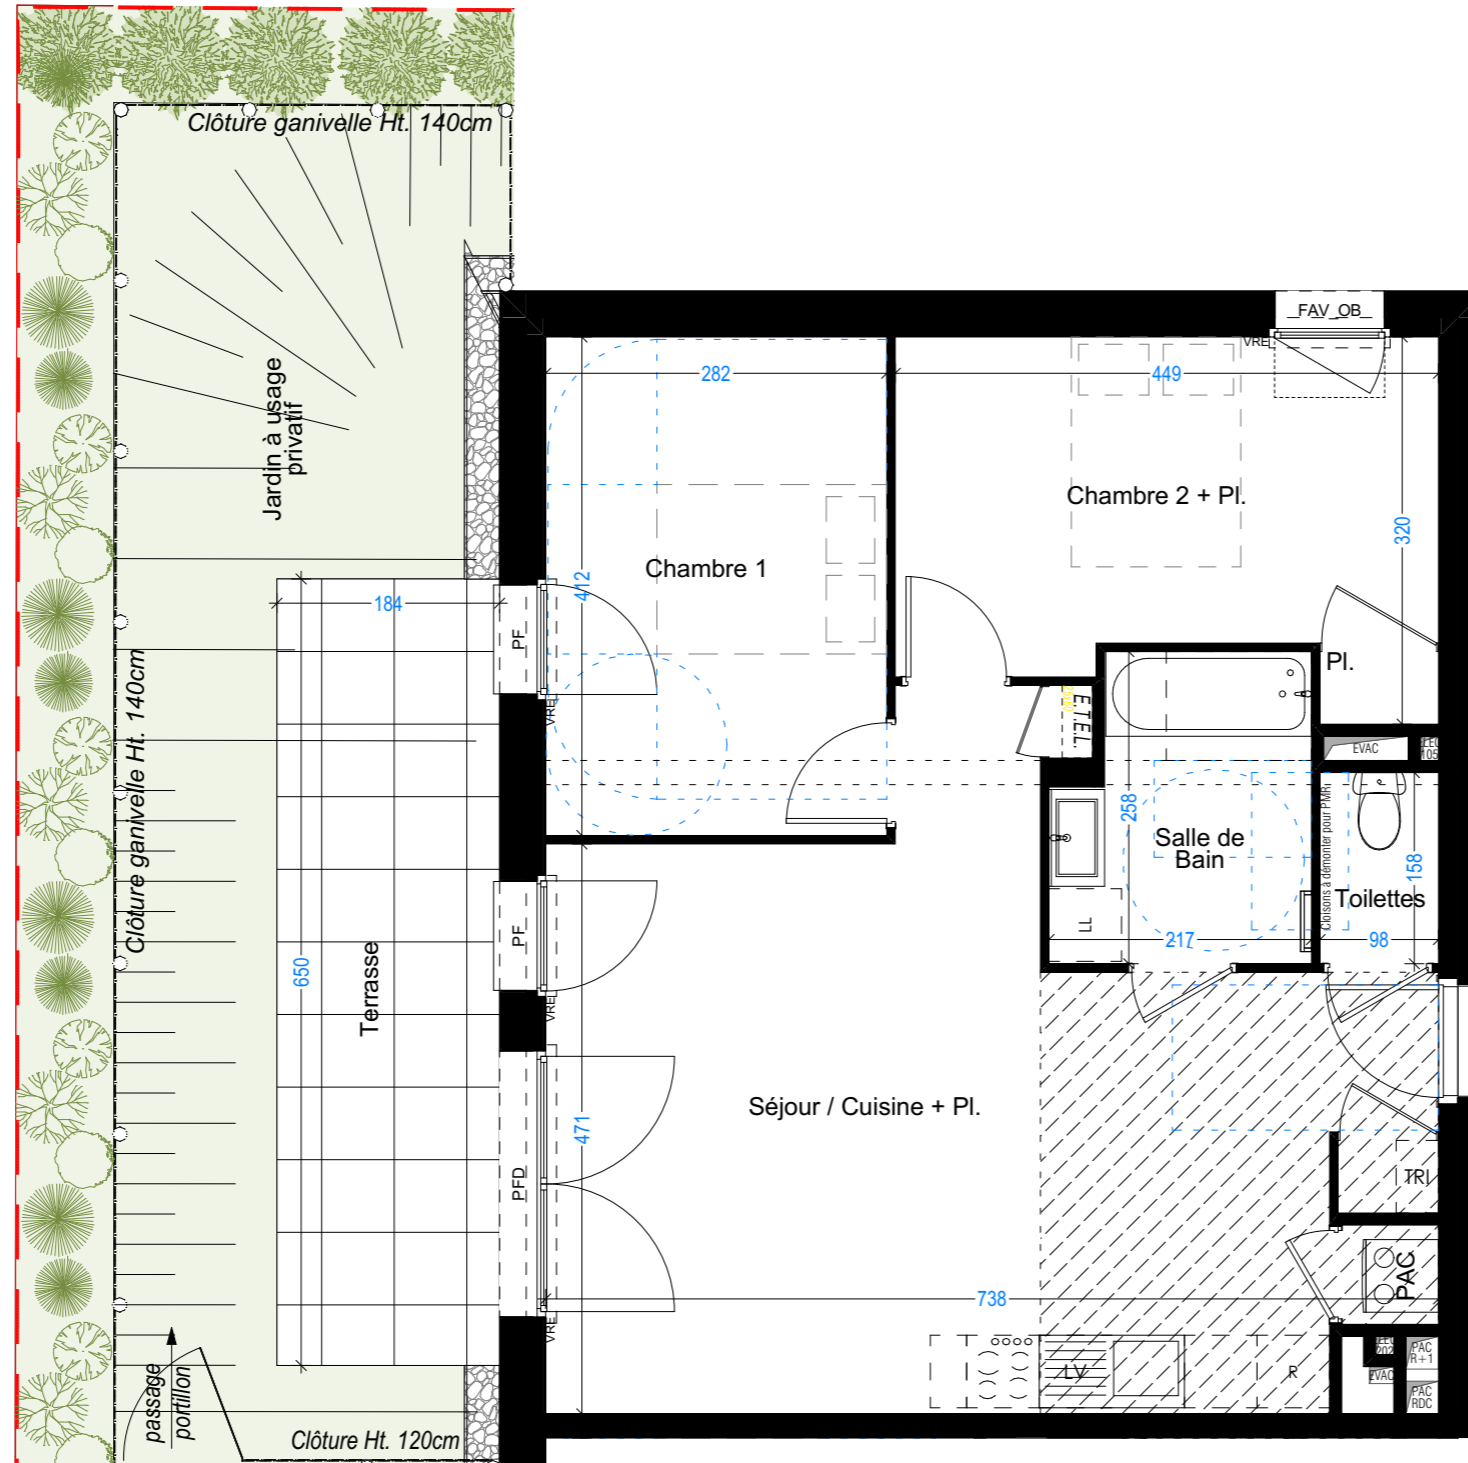 Clôture ganivelle Ht. 140cm
FAV_OB
VRE
282
449
Jardin à usage
privatif
Chambre 2 + Pl.
320
Chambre 1
412
184
PF
VRE
Pl.
E.T.E.L.
EVAC
Clôture ganivelle Ht. 140cm
258
Salle de
Bain
Cloisons à démonter pour PMR
158
Toilettes
LL
217
98
650
Terrasse
PF
VRE
Séjour / Cuisine + Pl.
471
PFD
TRI
PAC
738
VRE
LV
R
EVAC
PAC
R+1
PAC
RDC
passage
portillon
Clôture Ht. 120cm